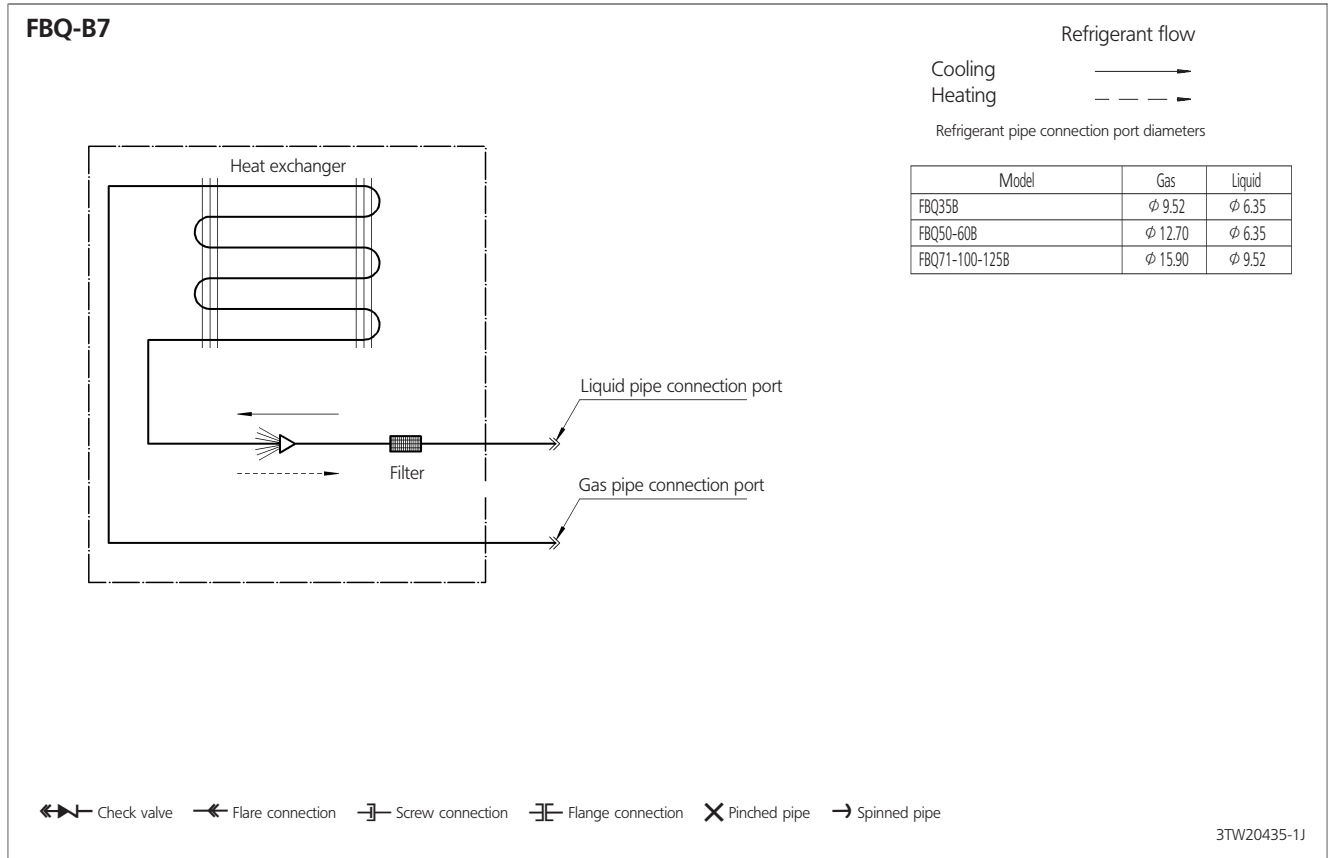 FBQ-B7
Refrigerant flow
Cooling
Heating
Refrigerant pipe connection port diameters
Model Gas Liquid
FBQ35B ϕ 9.52 ϕ 6.35
FBQ50-60B ϕ 12.70 ϕ 6.35
FBQ71-100-125B ϕ 15.90 ϕ 9.52
Heat exchanger
Liquid pipe connection port
Filter
Gas pipe connection port
Check valve Flare connection Screw connection Flange connection Pinched pipe Spinned pipe
3TW20435-1J